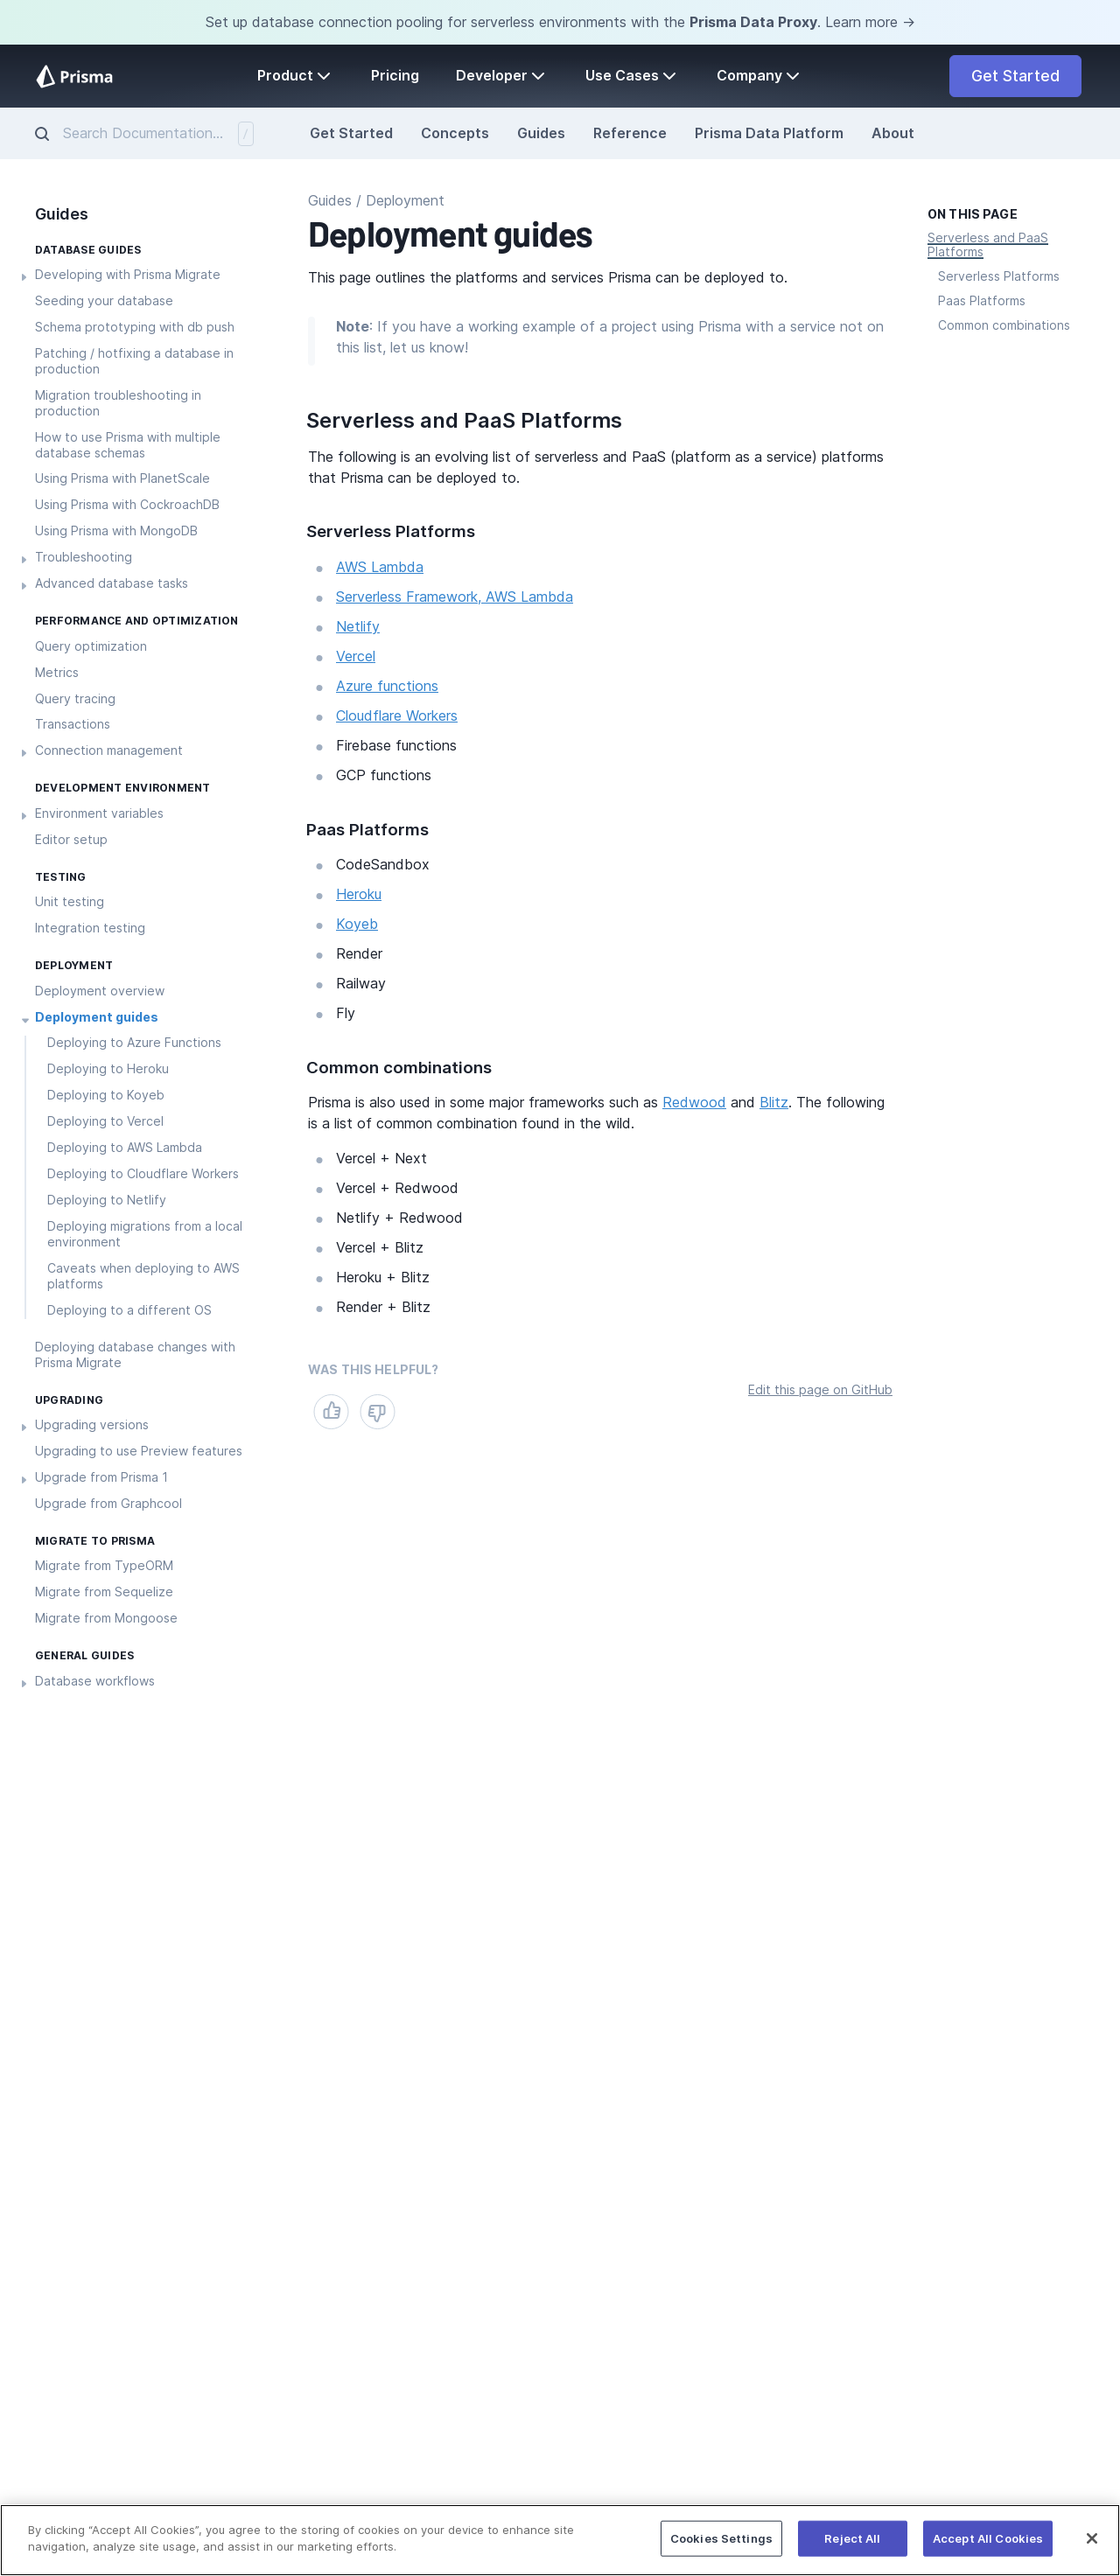 Set up database connection pooling for serverless environments with the Prisma Data Proxy. Learn more →
Prisma
Product
Pricing
Developer
Use Cases
Company
Get Started
Search Documentation...
/
Get Started
Concepts
Guides
Reference
Prisma Data Platform
About
Guides
DATABASE GUIDES
Developing with Prisma Migrate
Seeding your database
Schema prototyping with db push
Patching / hotfixing a database in
production
Migration troubleshooting in
production
How to use Prisma with multiple
database schemas
Using Prisma with PlanetScale
Using Prisma with CockroachDB
Using Prisma with MongoDB
Troubleshooting
Advanced database tasks
PERFORMANCE AND OPTIMIZATION
Query optimization
Metrics
Query tracing
Transactions
Connection management
DEVELOPMENT ENVIRONMENT
Environment variables
Editor setup
TESTING
Unit testing
Integration testing
DEPLOYMENT
Deployment overview
Deployment guides
Deploying to Azure Functions
Deploying to Heroku
Deploying to Koyeb
Deploying to Vercel
Deploying to AWS Lambda
Deploying to Cloudflare Workers
Deploying to Netlify
Deploying migrations from a local
environment
Caveats when deploying to AWS
platforms
Deploying to a different OS
Deploying database changes with
Prisma Migrate
UPGRADING
Upgrading versions
Upgrading to use Preview features
Upgrade from Prisma 1
Upgrade from Graphcool
MIGRATE TO PRISMA
Migrate from TypeORM
Migrate from Sequelize
Migrate from Mongoose
GENERAL GUIDES
Database workflows
Guides / Deployment
Deployment guides
This page outlines the platforms and services Prisma can be deployed to.
Note: If you have a working example of a project using Prisma with a service not on
this list, let us know!
Serverless and PaaS Platforms
The following is an evolving list of serverless and PaaS (platform as a service) platforms
that Prisma can be deployed to.
Serverless Platforms
AWS Lambda
Serverless Framework, AWS Lambda
Netlify
Vercel
Azure functions
Cloudflare Workers
Firebase functions
GCP functions
Paas Platforms
CodeSandbox
Heroku
Koyeb
Render
Railway
Fly
Common combinations
Prisma is also used in some major frameworks such as Redwood and Blitz. The following
is a list of common combination found in the wild.
Vercel + Next
Vercel + Redwood
Netlify + Redwood
Vercel + Blitz
Heroku + Blitz
Render + Blitz
WAS THIS HELPFUL?
Edit this page on GitHub
ON THIS PAGE
Serverless and PaaS
Platforms
Serverless Platforms
Paas Platforms
Common combinations
By clicking “Accept All Cookies”, you agree to the storing of cookies on your device to enhance site
navigation, analyze site usage, and assist in our marketing efforts.
Cookies Settings
Reject All
Accept All Cookies